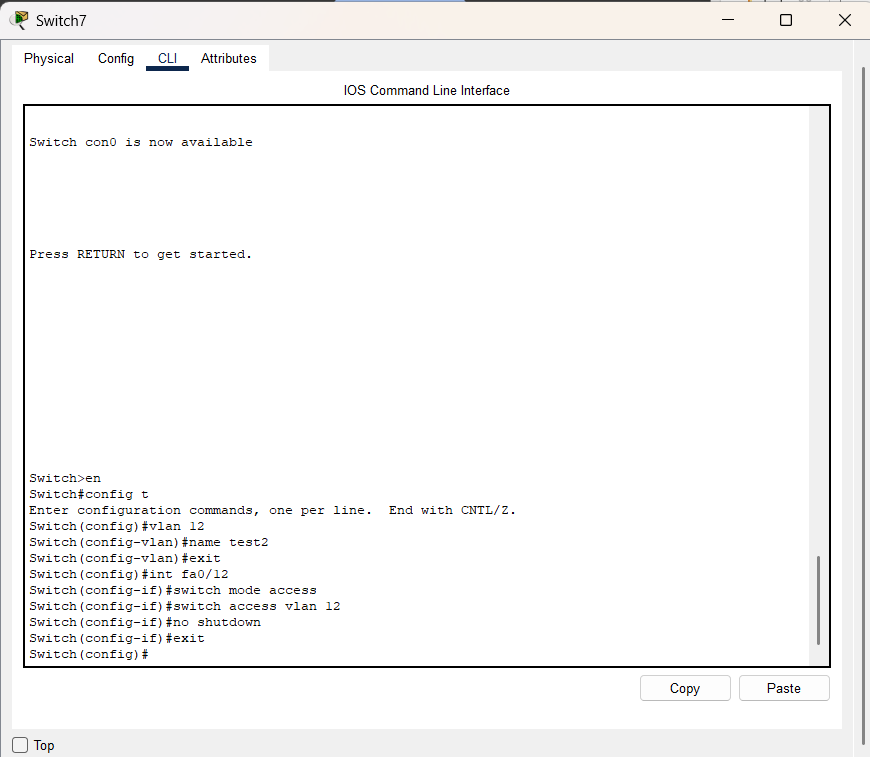 Switch7
Physical Config CLI Attributes
IOS Command Line Interface
Switch con0 is now available
Press RETURN to get started.
Switch>en
Switch#config t
Enter configuration commands, one per line.  End with CNTL/Z.
Switch(config)#vlan 12
Switch(config-vlan)#name test2
Switch(config-vlan)#exit
Switch(config)#int fa0/12
Switch(config-if)#switch mode access
Switch(config-if)#switch access vlan 12
Switch(config-if)#no shutdown
Switch(config-if)#exit
Switch(config)#
Copy Paste
Top